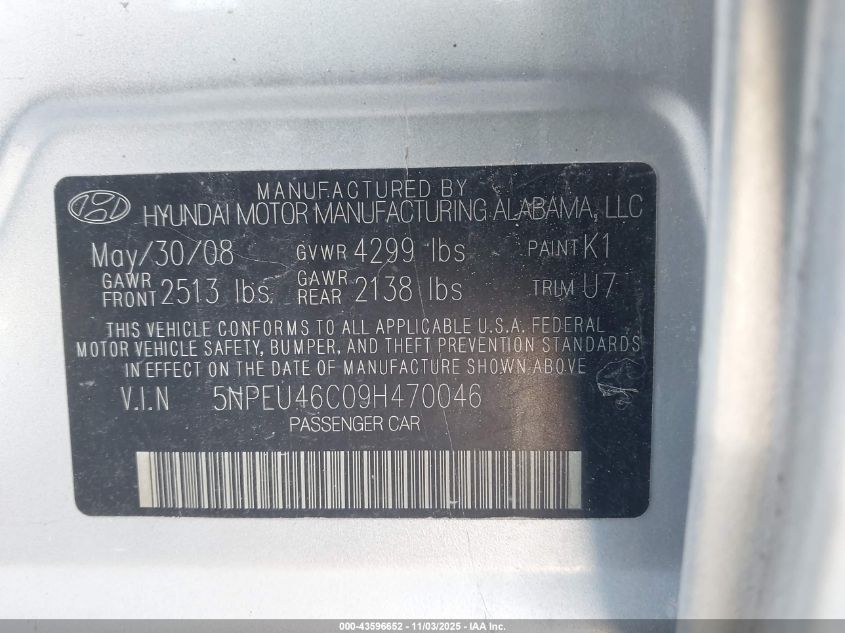 MANUFACTURED BY
HYUNDAI MOTOR MANUFACTURING ALABAMA, LLC
May/30/08 GVWR 4299 lbs PAINT K1
GAWR FRONT 2513 lbs. GAWR REAR 2138 lbs TRIM U7
THIS VEHICLE CONFORMS TO ALL APPLICABLE U.S.A. FEDERAL
MOTOR VEHICLE SAFETY, BUMPER, AND THEFT PREVENTION STANDARDS
IN EFFECT ON THE DATE OF MANUFACTURE SHOWN ABOVE
V.I.N 5NPEU46C09H470046
PASSENGER CAR
000-43596652 - 11/03/2025 - IAA Inc.